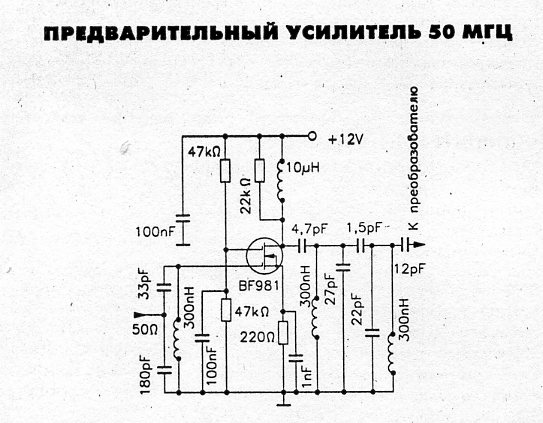 ПРЕДВАРИТЕЛЬНЫЙ УСИЛИТЕЛЬ 50 МГЦ
К преобразователю
+12V
47kΩ
22kΩ
10μH
100nF
4,7pF
1,5pF
12pF
BF981
33pF
300nH
50Ω
180pF
100nF
47kΩ
220Ω
1nF
300nH
27pF
22pF
300nH